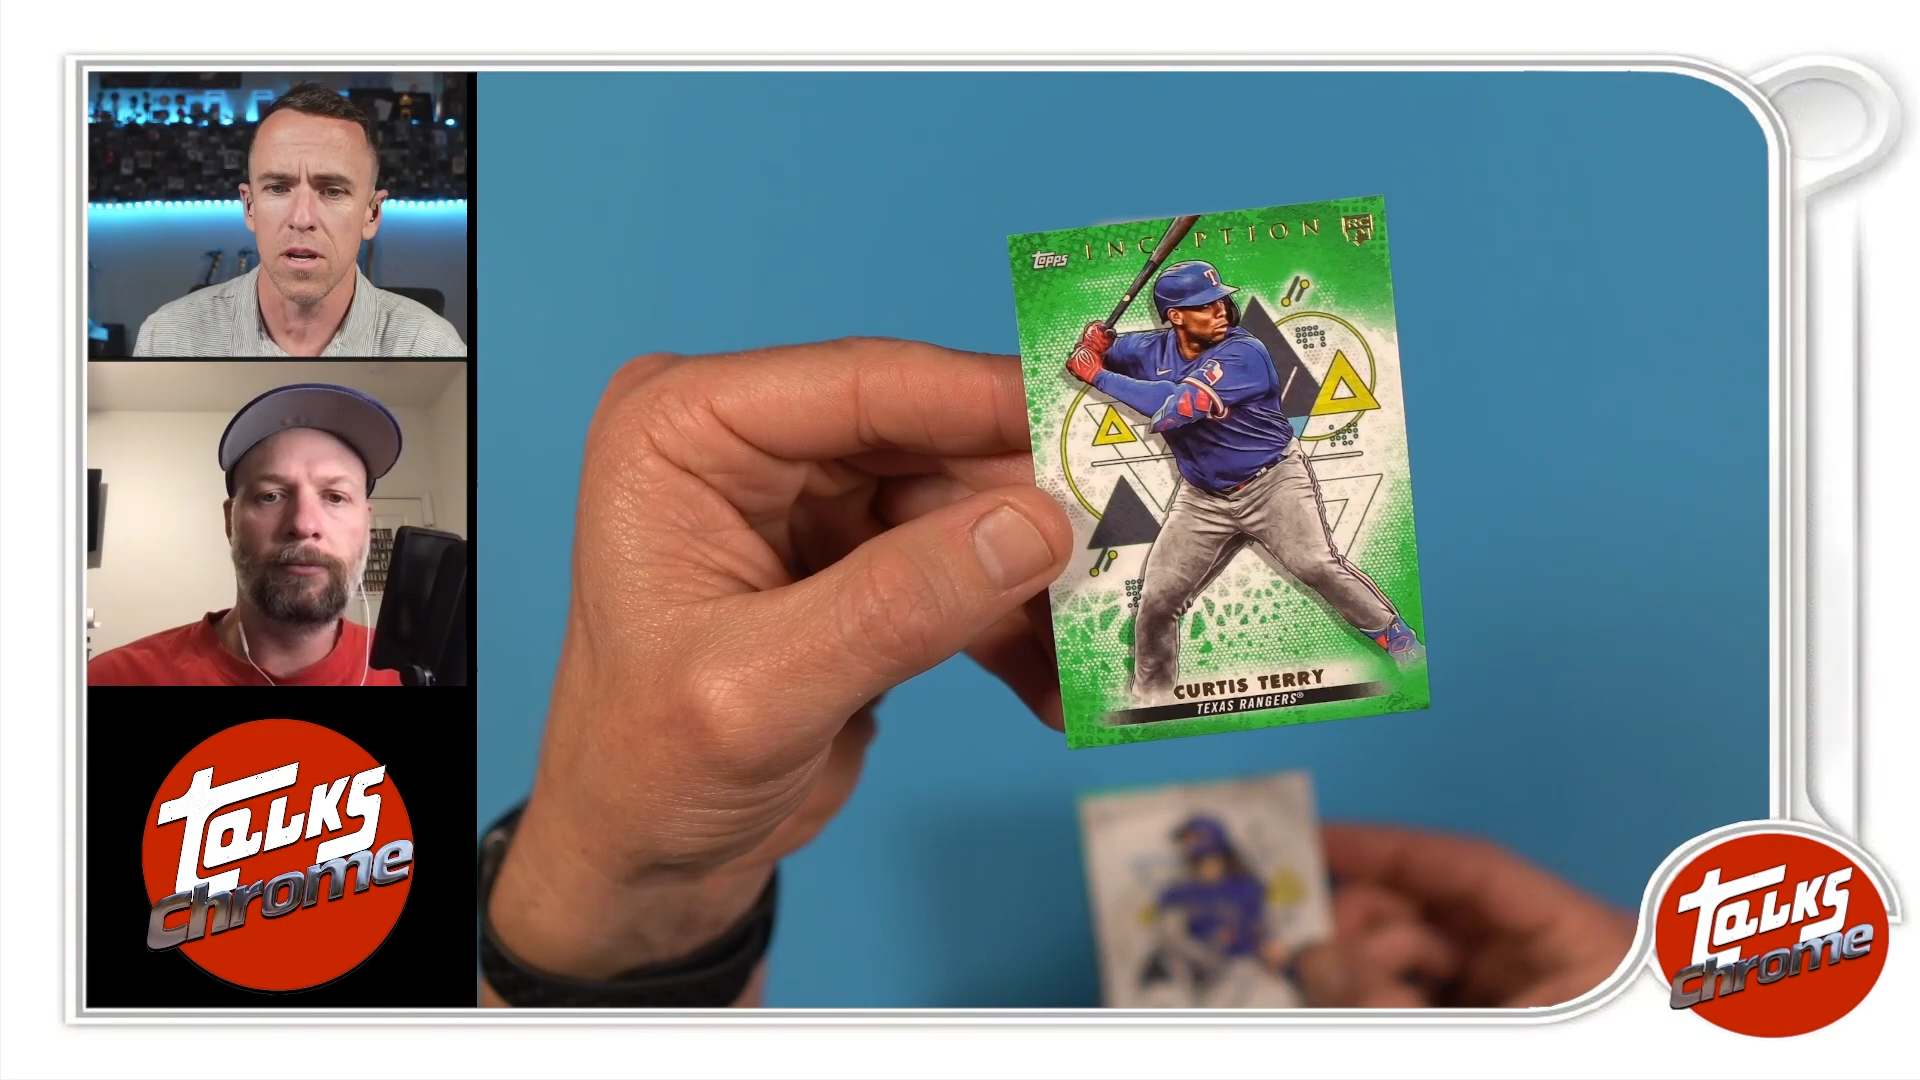 Topps INCEPTION RC
T
CURTIS TERRY
TEXAS RANGERS®
Talks
Chrome
Talks
Chrome